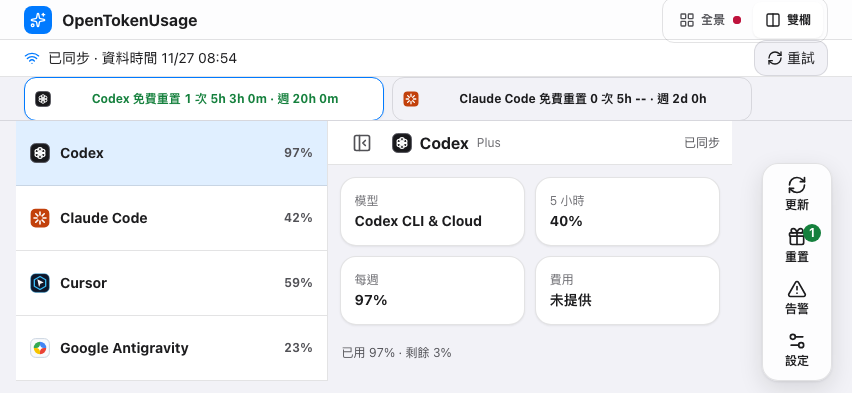 OpenTokenUsage
全景
雙欄
已同步 · 資料時間 11/27 08:54
重試
Codex 免費重置 1 次 5h 3h 0m · 週 20h 0m
Claude Code 免費重置 0 次 5h -- · 週 2d 0h
Codex 97%
Claude Code 42%
Cursor 59%
Google Antigravity 23%
Codex Plus 已同步
模型
Codex CLI & Cloud
5 小時
40%
每週
97%
費用
未提供
已用 97% · 剩餘 3%
更新
1
重置
告警
設定